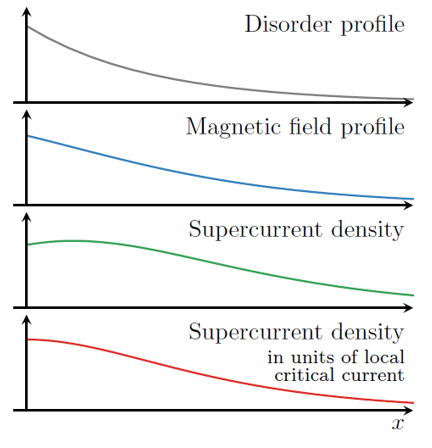 Disorder profile
Magnetic field profile
Supercurrent density
Supercurrent density
in units of local
critical current
x